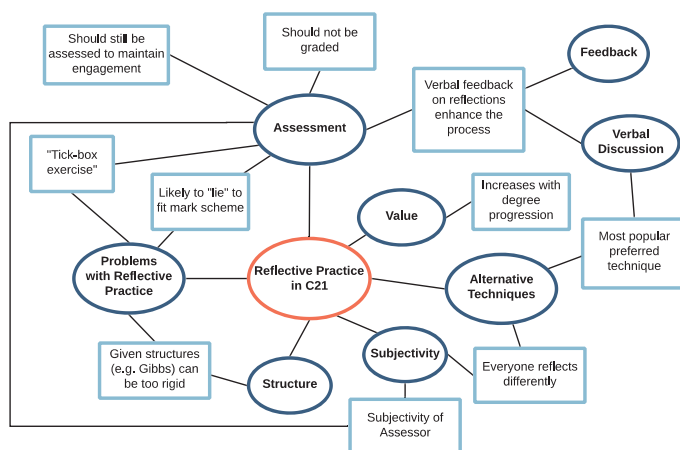 Should still be
assessed to maintain
engagement
Should not be
graded
Feedback
Verbal feedback
on reflections
enhance the
process
Assessment
Verbal
Discussion
"Tick-box
exercise"
Likely to "lie" to
fit mark scheme
Value
Increases with
degree
progression
Problems
with Reflective
Practice
Reflective Practice
in C21
Alternative
Techniques
Most popular
preferred
technique
Given structures
(e.g. Gibbs) can
be too rigid
Structure
Subjectivity
Everyone reflects
differently
Subjectivity of
Assessor